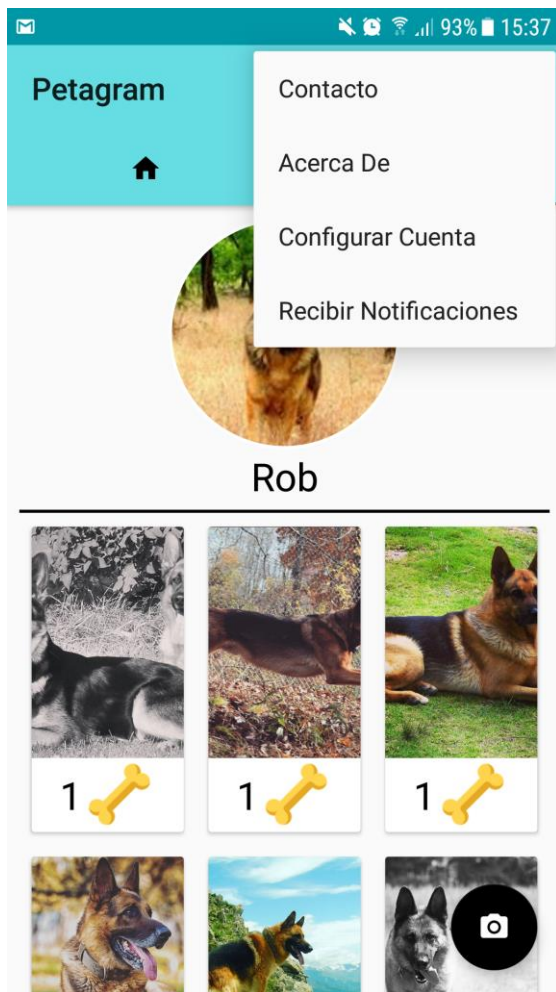 93% 15:37
Petagram
Contacto
Acerca De
Configurar Cuenta
Recibir Notificaciones
Rob
1
1
1